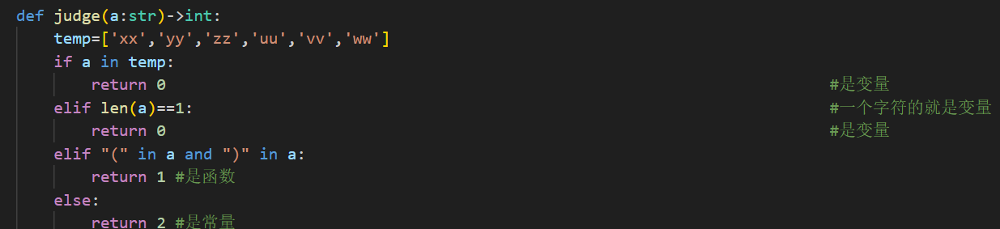 def judge(a:str)->int:
    temp=['xx','yy','zz','uu','vv','ww']
    if a in temp:
        return 0 #是变量
    elif len(a)==1: #一个字符的就是变量
        return 0 #是变量
    elif "(" in a and ")" in a:
        return 1 #是函数
    else:
        return 2 #是常量